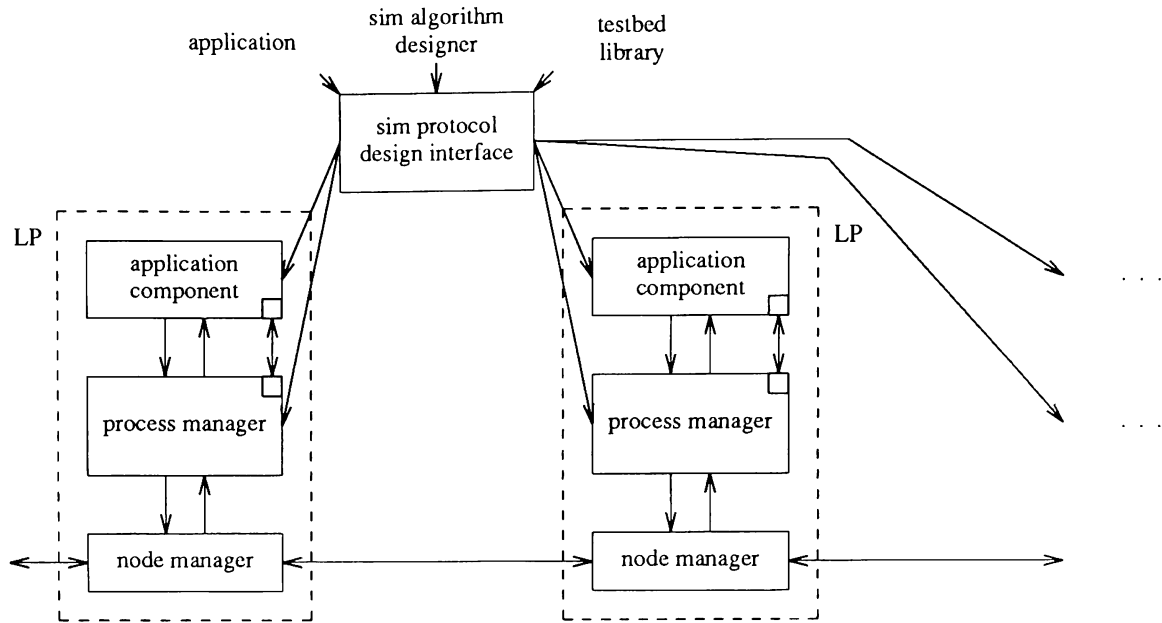 application
sim algorithm
designer
testbed
library
sim protocol
design interface
LP
application
component
process manager
node manager
LP
application
component
process manager
node manager
. . .
. . .